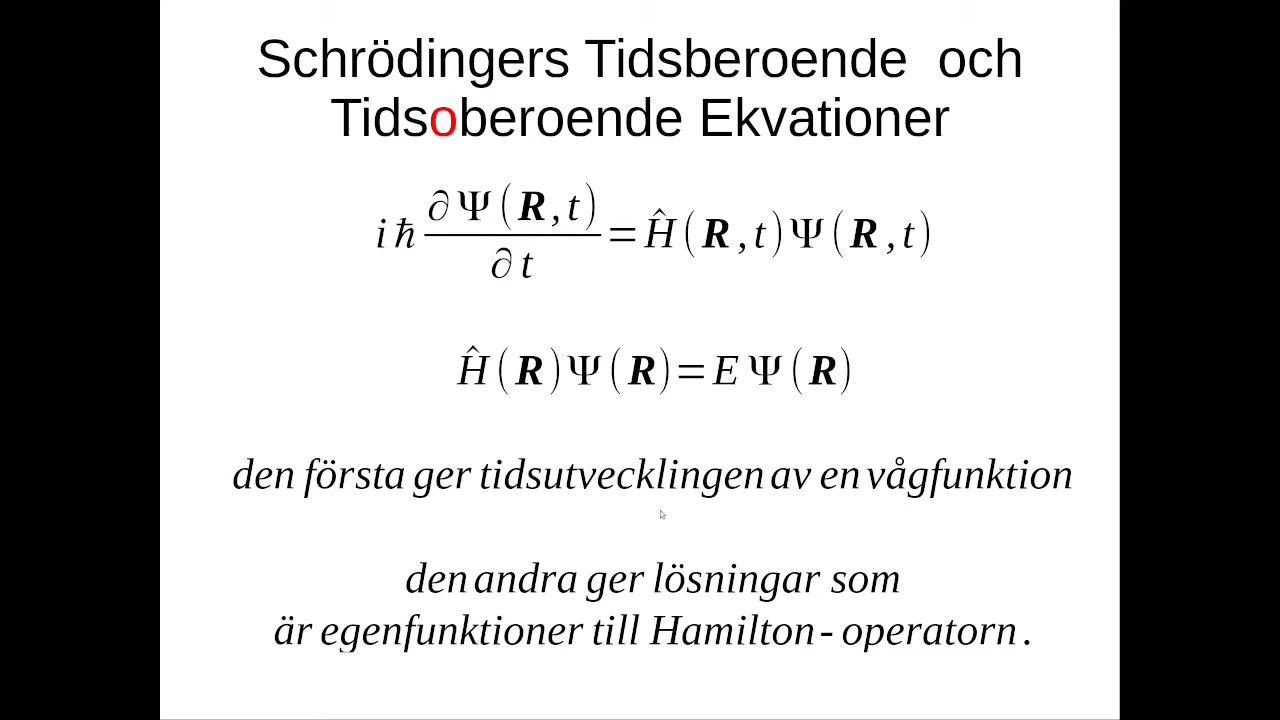 Schrödingers Tidsberoende och
Tidsoberoende Ekvationer
iħ ∂Ψ(R,t)/∂t = Ĥ(R,t)Ψ(R,t)
Ĥ(R)Ψ(R)=EΨ(R)
den första ger tidsutvecklingen av en vågfunktion
den andra ger lösningar som
är egenfunktioner till Hamilton-operatorn.